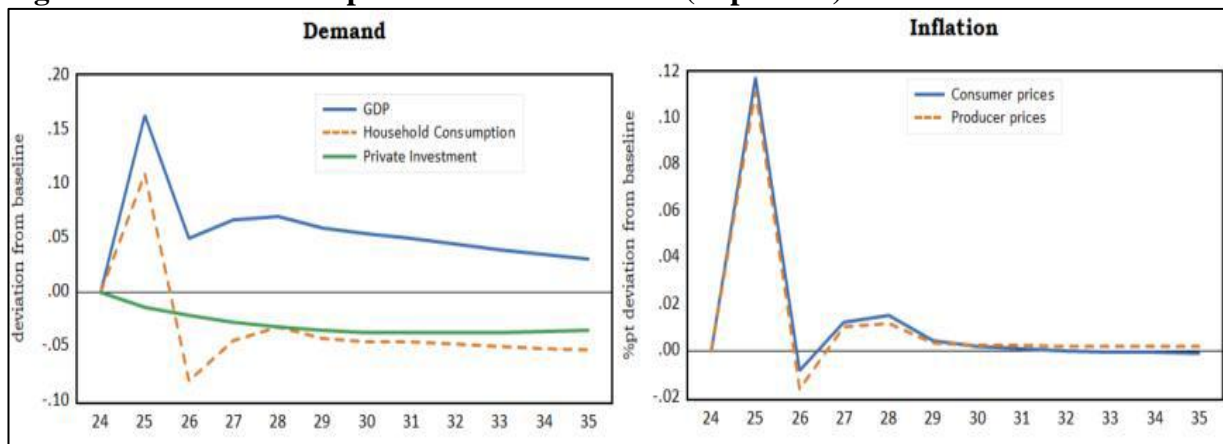 Demand
deviation from baseline
.20
.15
.10
.05
.00
-.05
-.10
GDP
Household Consumption
Private Investment
24 25 26 27 28 29 30 31 32 33 34 35
Inflation
%pt deviation from baseline
.12
.10
.08
.06
.04
.02
.00
-.02
Consumer prices
Producer prices
24 25 26 27 28 29 30 31 32 33 34 35